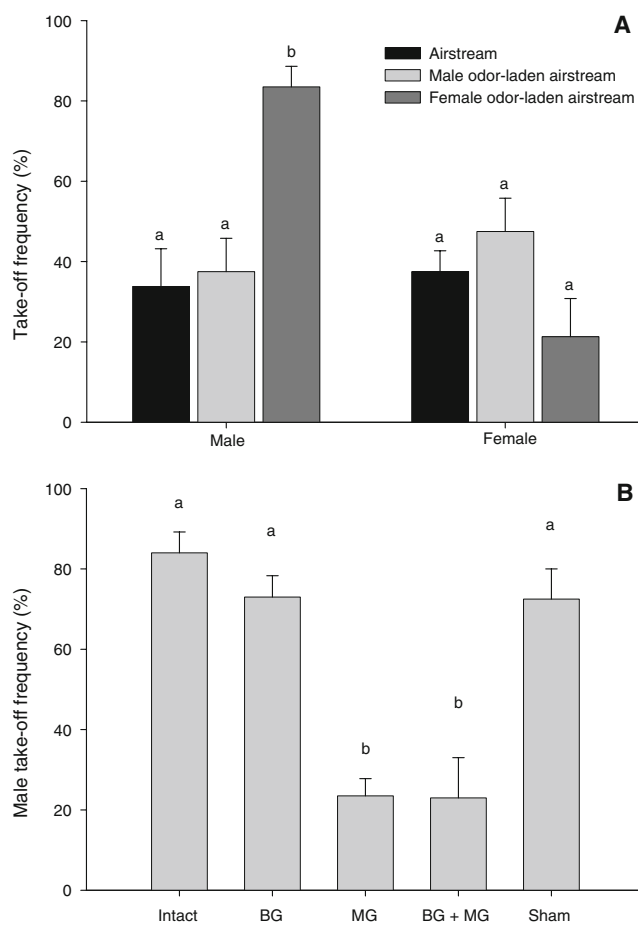 A
Airstream
Male odor-laden airstream
Female odor-laden airstream
Take-off frequency (%)
100
80
60
40
20
0
a
a
b
a
a
a
Male
Female
B
Male take-off frequency (%)
100
80
60
40
20
0
a
a
b
b
a
Intact
BG
MG
BG + MG
Sham